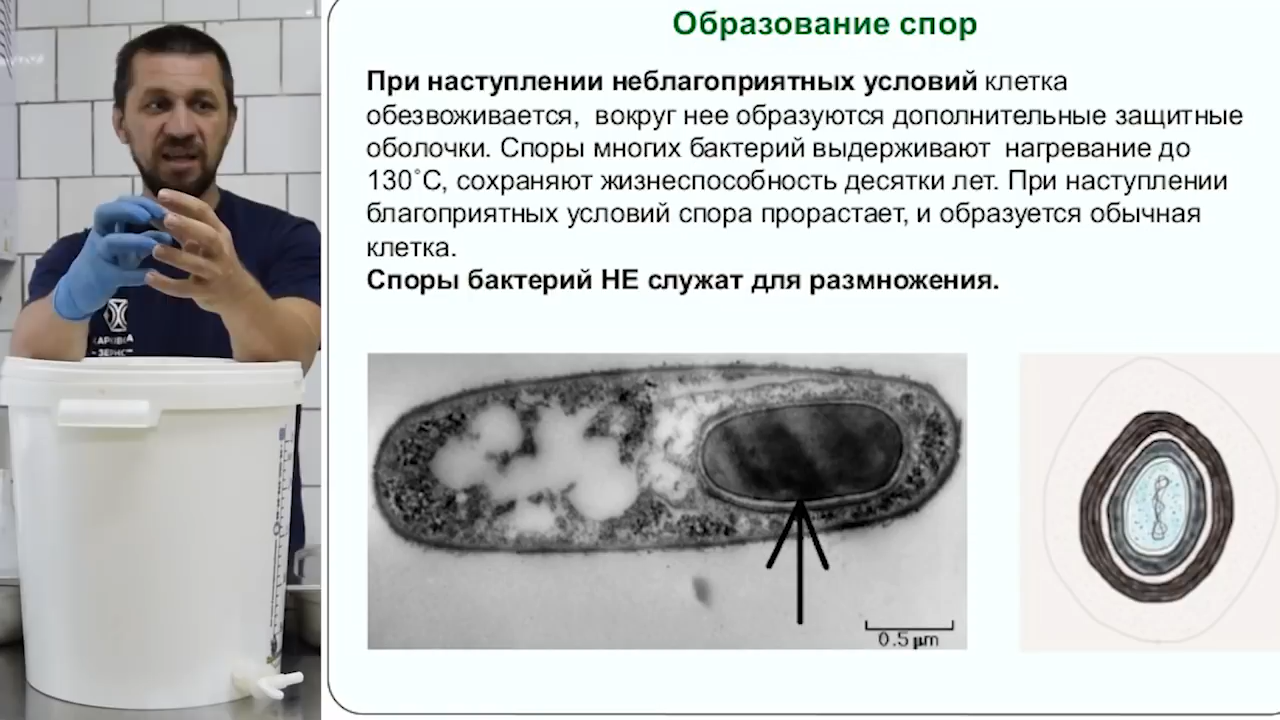 Образование спор
При наступлении неблагоприятных условий клетка
обезвоживается, вокруг нее образуются дополнительные защитные
оболочки. Споры многих бактерий выдерживают нагревание до
130˚С, сохраняют жизнеспособность десятки лет. При наступлении
благоприятных условий спора прорастает, и образуется обычная
клетка.
Споры бактерий НЕ служат для размножения.
0.5 µm